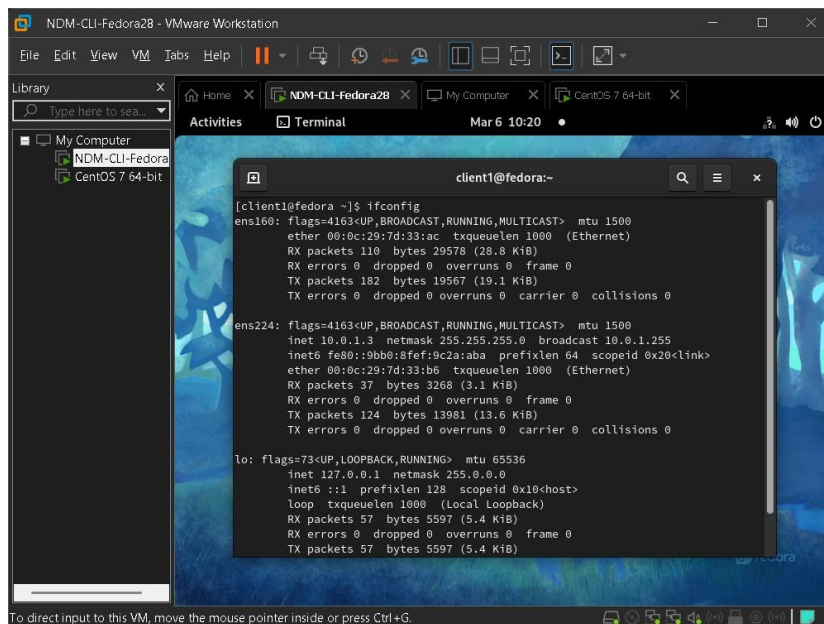 NDM-CLI-Fedora28 - VMware Workstation
File Edit View VM Tabs Help
Library X
Type here to sea...
My Computer
NDM-CLI-Fedora
CentOS 7 64-bit
Home X NDM-CLI-Fedora28 X My Computer X CentOS 7 64-bit X
Activities Terminal Mar 6 10:20
client1@fedora:~
[client1@fedora ~]$ ifconfig
ens160: flags=4163<UP,BROADCAST,RUNNING,MULTICAST> mtu 1500
ether 00:0c:29:7d:33:ac txqueuelen 1000 (Ethernet)
RX packets 110 bytes 29578 (28.8 KiB)
RX errors 0 dropped 0 overruns 0 frame 0
TX packets 182 bytes 19567 (19.1 KiB)
TX errors 0 dropped 0 overruns 0 carrier 0 collisions 0
ens224: flags=4163<UP,BROADCAST,RUNNING,MULTICAST> mtu 1500
inet 10.0.1.3 netmask 255.255.255.0 broadcast 10.0.1.255
inet6 fe80::9bb0:8fef:9c2a:aba prefixlen 64 scopeid 0x20<link>
ether 00:0c:29:7d:33:b6 txqueuelen 1000 (Ethernet)
RX packets 37 bytes 3268 (3.1 KiB)
RX errors 0 dropped 0 overruns 0 frame 0
TX packets 124 bytes 13981 (13.6 KiB)
TX errors 0 dropped 0 overruns 0 carrier 0 collisions 0
lo: flags=73<UP,LOOPBACK,RUNNING> mtu 65536
inet 127.0.0.1 netmask 255.0.0.0
inet6 ::1 prefixlen 128 scopeid 0x10<host>
loop txqueuelen 1000 (Local Loopback)
RX packets 57 bytes 5597 (5.4 KiB)
RX errors 0 dropped 0 overruns 0 frame 0
TX packets 57 bytes 5597 (5.4 KiB)
fedora
To direct input to this VM, move the mouse pointer inside or press Ctrl+G.